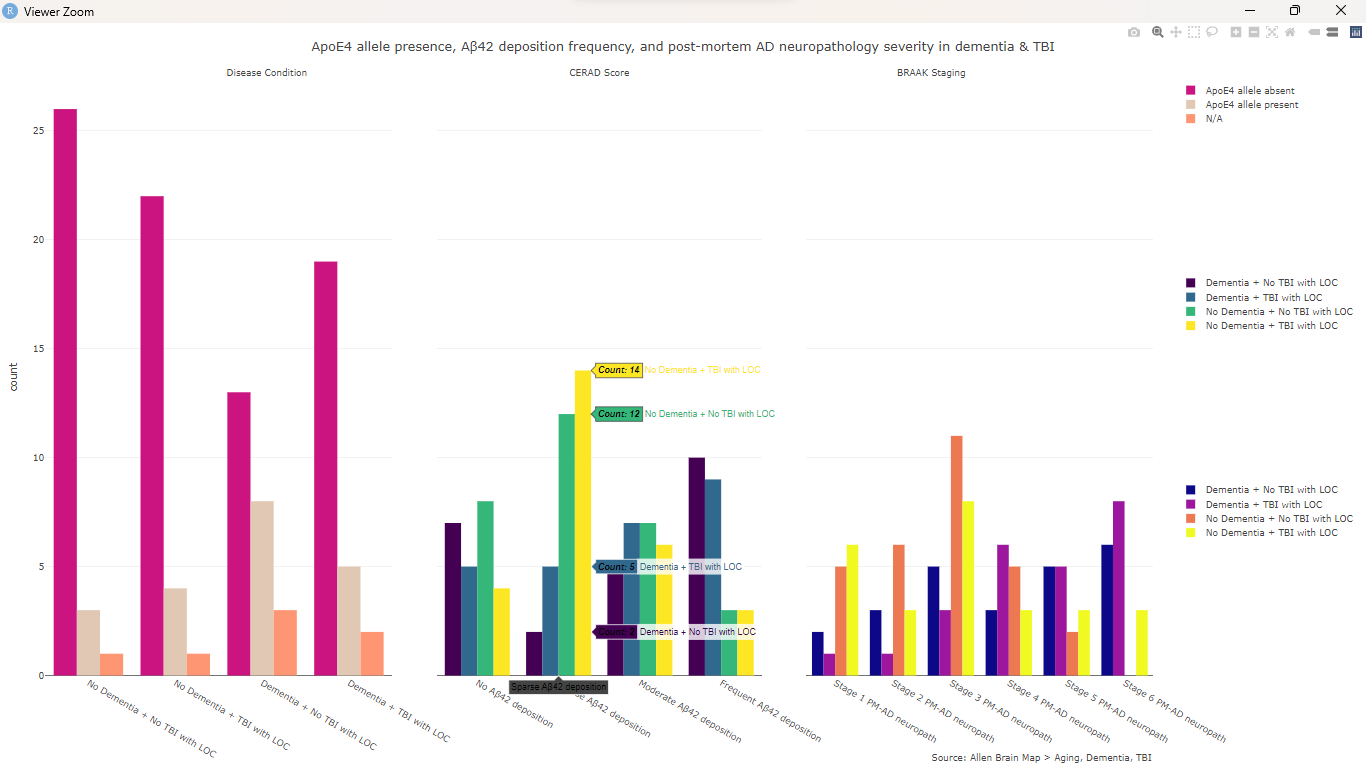 R Viewer Zoom
ApoE4 allele presence, Aβ42 deposition frequency, and post-mortem AD neuropathology severity in dementia & TBI
Disease Condition
CERAD Score
BRAAK Staging
ApoE4 allele absent
ApoE4 allele present
N/A
Dementia + No TBI with LOC
Dementia + TBI with LOC
No Dementia + No TBI with LOC
No Dementia + TBI with LOC
Dementia + No TBI with LOC
Dementia + TBI with LOC
No Dementia + No TBI with LOC
No Dementia + TBI with LOC
count
25
20
15
10
5
0
Count: 14 No Dementia + TBI with LOC
Count: 12 No Dementia + No TBI with LOC
Count: 5 Dementia + TBI with LOC
Count: 2 Dementia + No TBI with LOC
No Dementia + No TBI with LOC
No Dementia + TBI with LOC
Dementia + No TBI with LOC
Dementia + TBI with LOC
No Aβ42 deposition
Sparse Aβ42 deposition
Aβ42 deposition
Moderate Aβ42 deposition
Frequent Aβ42 deposition
Stage 1 PM-AD neuropath
Stage 2 PM-AD neuropath
Stage 3 PM-AD neuropath
Stage 4 PM-AD neuropath
Stage 5 PM-AD neuropath
Stage 6 PM-AD neuropath
Source: Allen Brain Map > Aging, Dementia, TBI